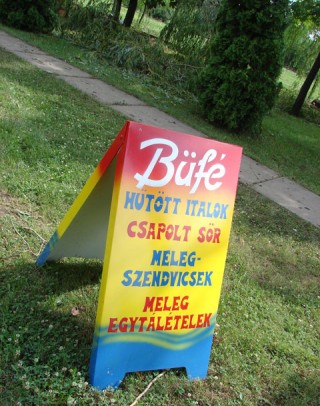 Büfé
HŰTÖTT ITALOK
CSAPOLT SÖR
MELEG-
SZENDVICSEK
MELEG
EGYTÁLÉTELEK